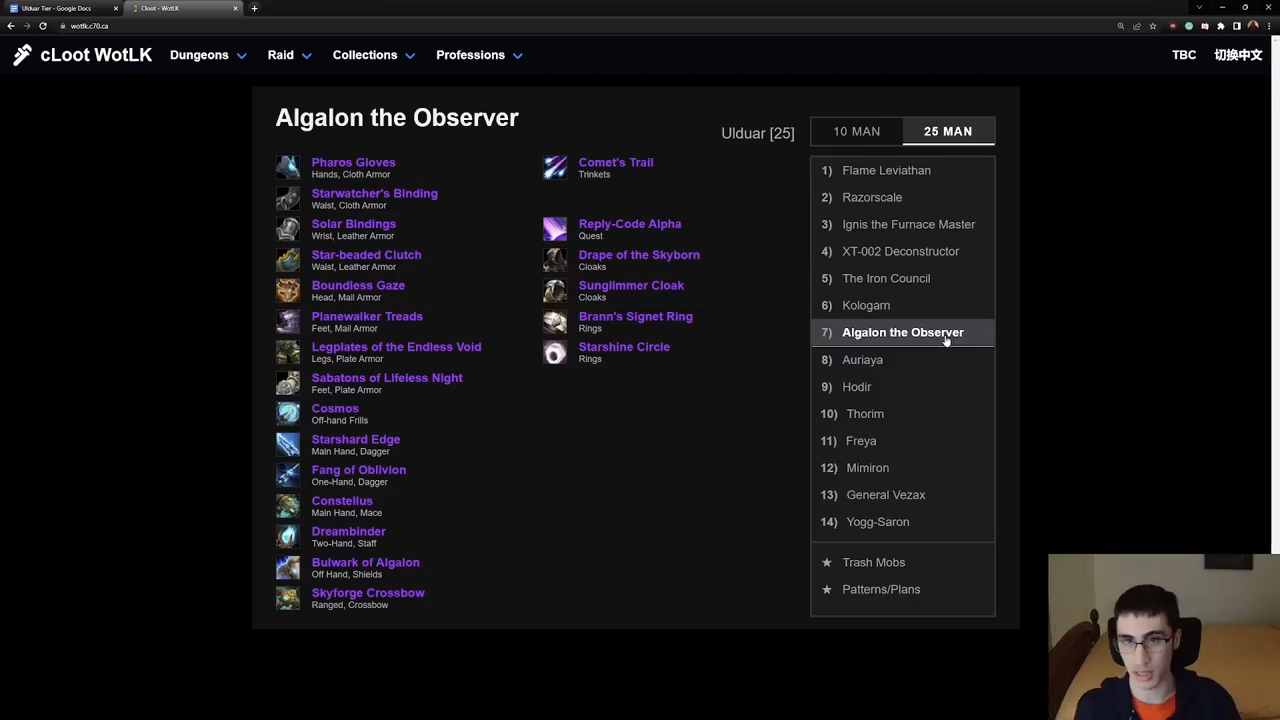 Ulduar Tier - Google Docs
Cloot - WotLK
wotlk.c70.ca
cLoot WotLK
Dungeons
Raid
Collections
Professions
TBC
切换中文
Algalon the Observer
Ulduar [25]
10 MAN
25 MAN
Pharos Gloves
Hands, Cloth Armor
Starwatcher's Binding
Waist, Cloth Armor
Solar Bindings
Wrist, Leather Armor
Star-beaded Clutch
Waist, Leather Armor
Boundless Gaze
Head, Mail Armor
Planewalker Treads
Feet, Mail Armor
Legplates of the Endless Void
Legs, Plate Armor
Sabatons of Lifeless Night
Feet, Plate Armor
Cosmos
Off-hand Frills
Starshard Edge
Main Hand, Dagger
Fang of Oblivion
One-Hand, Dagger
Constellus
Main Hand, Mace
Dreambinder
Two-Hand, Staff
Bulwark of Algalon
Off Hand, Shields
Skyforge Crossbow
Ranged, Crossbow
Comet's Trail
Trinkets
Reply-Code Alpha
Quest
Drape of the Skyborn
Cloaks
Sunglimmer Cloak
Cloaks
Brann's Signet Ring
Rings
Starshine Circle
Rings
1) Flame Leviathan
2) Razorscale
3) Ignis the Furnace Master
4) XT-002 Deconstructor
5) The Iron Council
6) Kologarn
7) Algalon the Observer
8) Auriaya
9) Hodir
10) Thorim
11) Freya
12) Mimiron
13) General Vezax
14) Yogg-Saron
★ Trash Mobs
★ Patterns/Plans